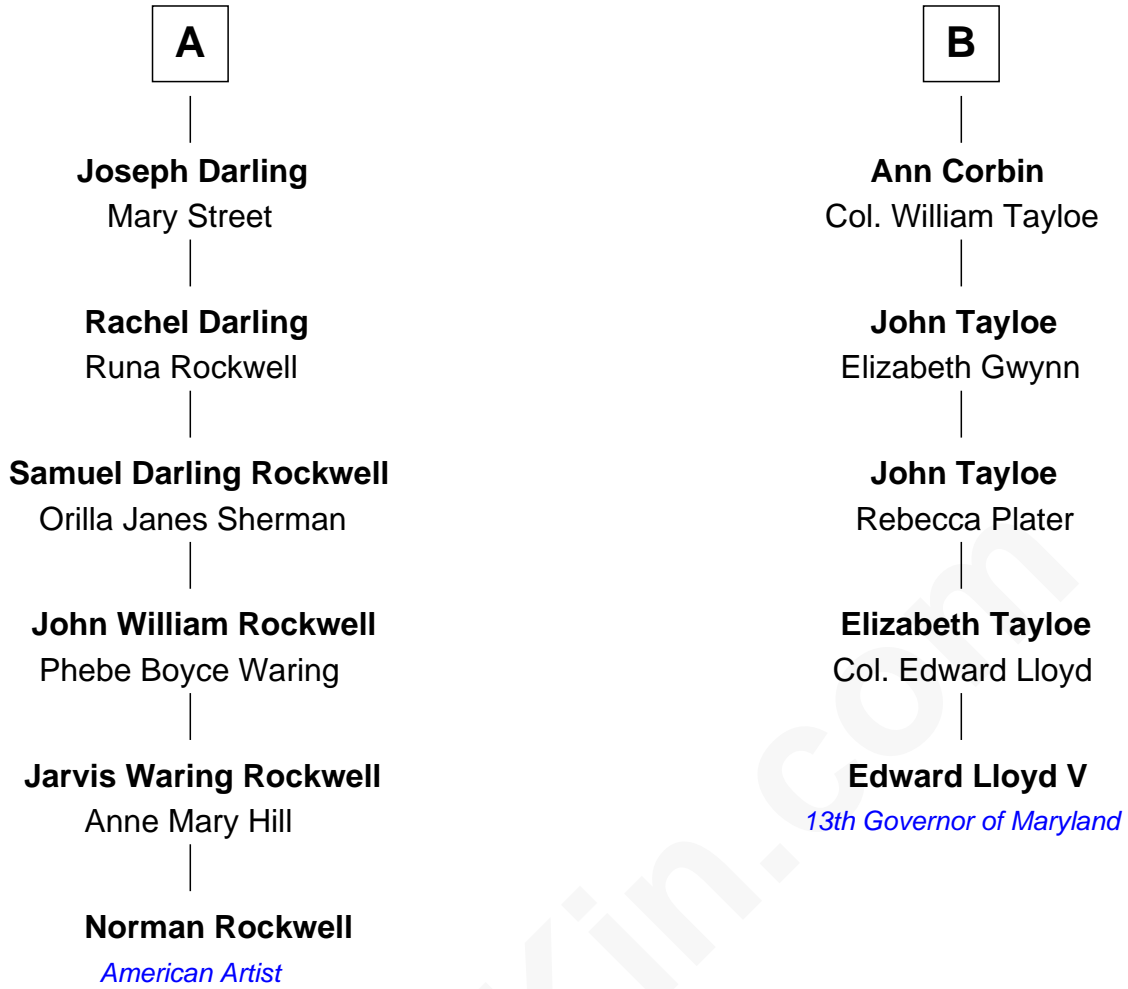 A
Joseph Darling
Mary Street
Rachel Darling
Runa Rockwell
Samuel Darling Rockwell
Orilla Janes Sherman
John William Rockwell
Phebe Boyce Waring
Jarvis Waring Rockwell
Anne Mary Hill
Norman Rockwell
American Artist
B
Ann Corbin
Col. William Tayloe
John Tayloe
Elizabeth Gwynn
John Tayloe
Rebecca Plater
Elizabeth Tayloe
Col. Edward Lloyd
Edward Lloyd V
13th Governor of Maryland
Kin.com